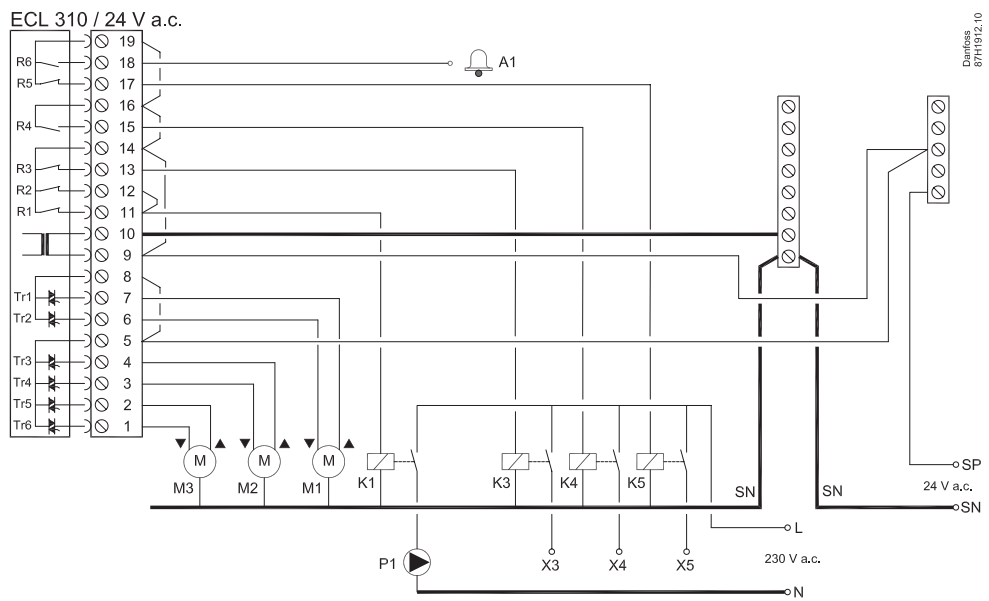 ECL 310 / 24 V a.c.
Danfoss
87H1912.10
19
R6 18 A1
R5 17
16
R4 15
14
R3 13
R2 12
R1 11
10
9
8
Tr1 7
Tr2 6
5
Tr3 4
Tr4 3
Tr5 2
Tr6 1
M M M
M3 M2 M1 K1 K3 K4 K5
SP
24 V a.c.
SN SN SN
L
P1 X3 X4 X5 230 V a.c.
N